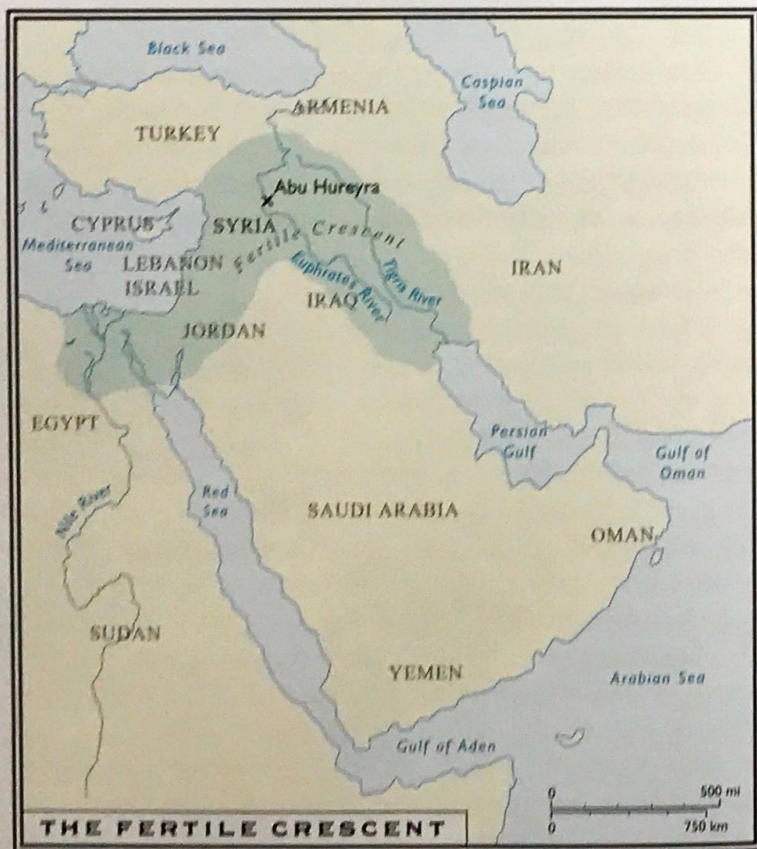 Black Sea
Caspian
Sea
ARMENIA
TURKEY
Abu Hureyra
CYPRUS
SYRIA
Fertile Crescent
Mediterranean
Sea
LEBANON
ISRAEL
Euphrates River
Tigris River
IRAN
IRAQ
JORDAN
EGYPT
Persian
Gulf
Gulf of
Oman
Nile River
Red
Sea
SAUDI ARABIA
OMAN
SUDAN
YEMEN
Arabian Sea
Gulf of Aden
0 500 mi
0 750 km
THE FERTILE CRESCENT